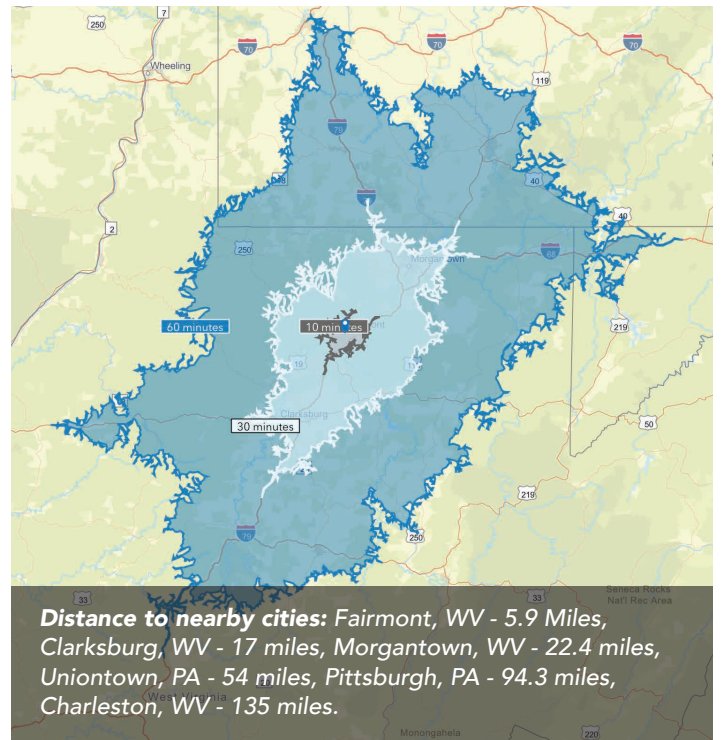 7
250
70
70
70
Wheeling
119
79
40
40
2
250
Morgantown
68
219
60 minutes
10 minutes
19
Clarksburg
30 minutes
50
219
79
250
33
33
Seneca Rocks
Nat'l Rec Area
Distance to nearby cities: Fairmont, WV - 5.9 Miles,
Clarksburg, WV - 17 miles, Morgantown, WV - 22.4 miles,
Uniontown, PA - 54 miles, Pittsburgh, PA - 94.3 miles,
Charleston, WV - 135 miles.
West Virginia
Monongahela
220